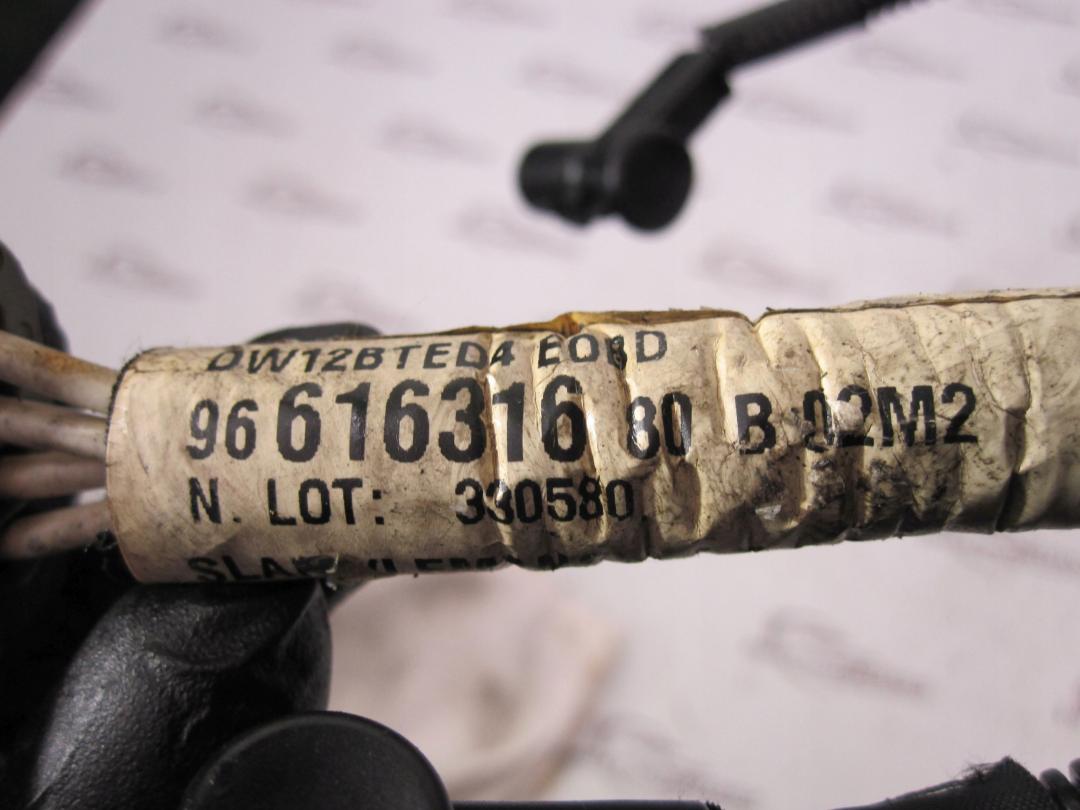 DW12BTED4 EOBD
96 616316 80 B 02M2
N. LOT: 330580